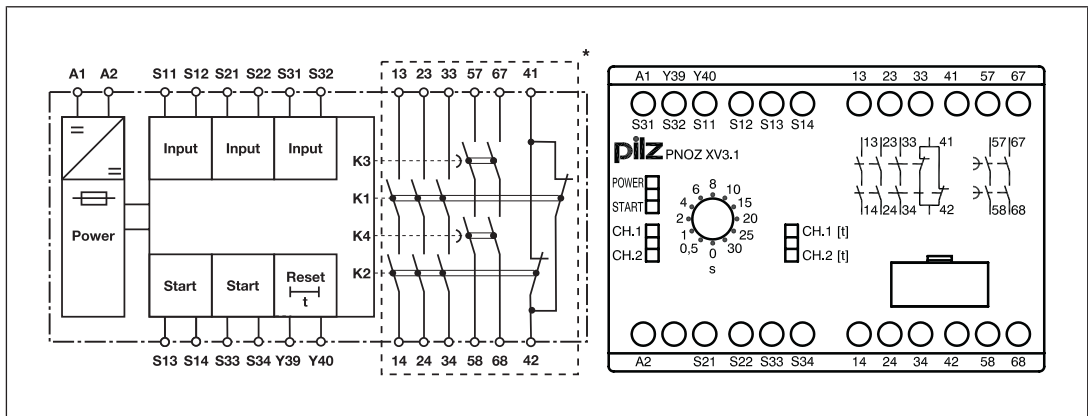 A1 A2 S11 S12 S21 S22 S31 S32 13 23 33 57 67 41 *
= =
Input Input Input
Power
K3
K1
K4
K2
Start Start Reset
t
S13 S14 S33 S34 Y39 Y40 14 24 34 58 68 42
A1 Y39 Y40 13 23 33 41 57 67
S31 S32 S11 S12 S13 S14
pilz PNOZ XV3.1
POWER
START
CH.1
CH.2
8
6 10
4 15
2 20
1 25
0,5 30
0
s
CH.1 [t]
CH.2 [t]
13 23 33 41 57 67
14 24 34 42 58 68
A2 S21 S22 S33 S34 14 24 34 42 58 68